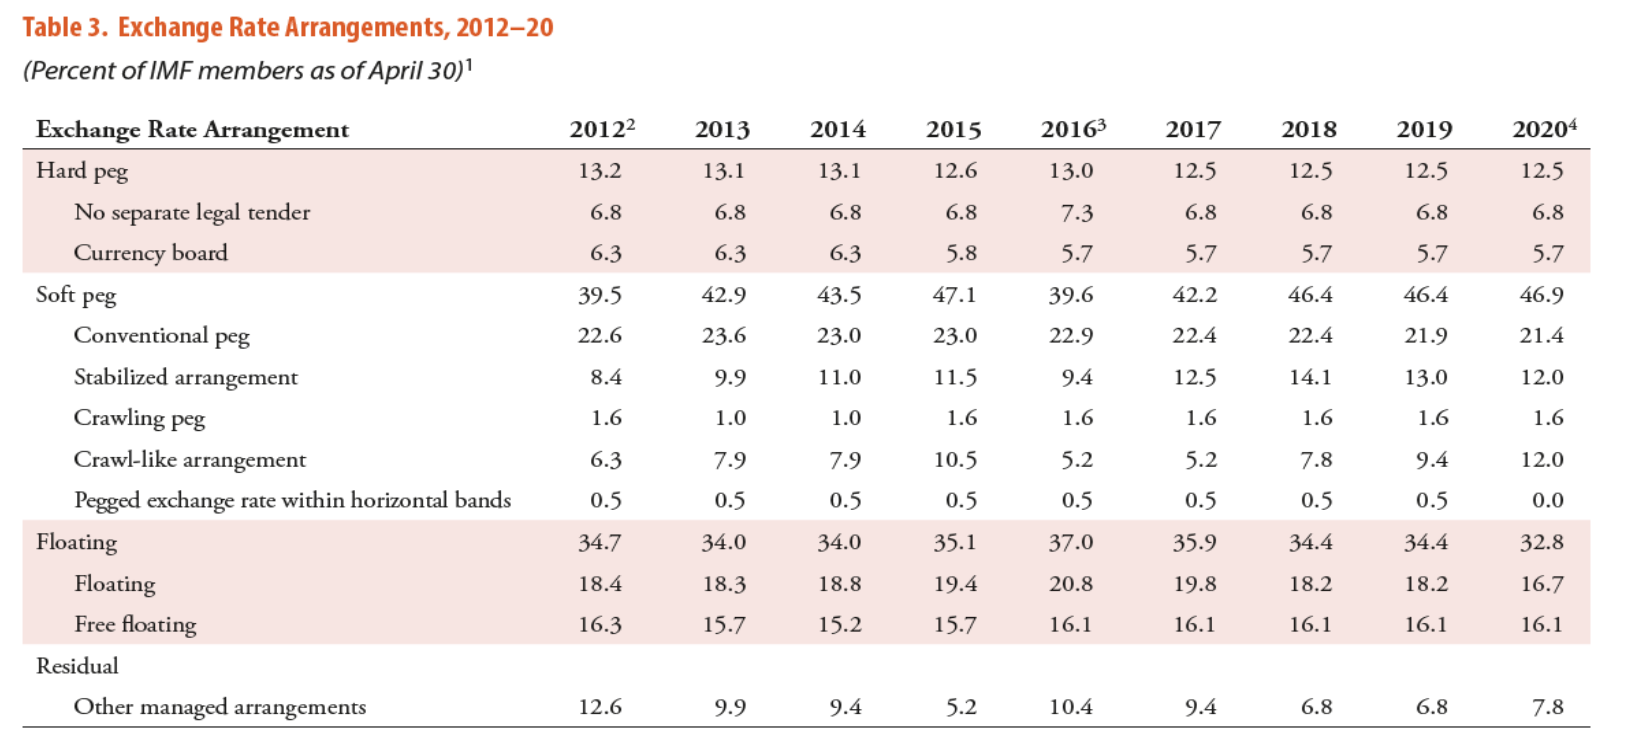 Table 3. Exchange Rate Arrangements, 2012–20
(Percent of IMF members as of April 30)¹
Exchange Rate Arrangement 2012² 2013 2014 2015 2016³ 2017 2018 2019 2020⁴
Hard peg 13.2 13.1 13.1 12.6 13.0 12.5 12.5 12.5 12.5
No separate legal tender 6.8 6.8 6.8 6.8 7.3 6.8 6.8 6.8 6.8
Currency board 6.3 6.3 6.3 5.8 5.7 5.7 5.7 5.7 5.7
Soft peg 39.5 42.9 43.5 47.1 39.6 42.2 46.4 46.4 46.9
Conventional peg 22.6 23.6 23.0 23.0 22.9 22.4 22.4 21.9 21.4
Stabilized arrangement 8.4 9.9 11.0 11.5 9.4 12.5 14.1 13.0 12.0
Crawling peg 1.6 1.0 1.0 1.6 1.6 1.6 1.6 1.6 1.6
Crawl-like arrangement 6.3 7.9 7.9 10.5 5.2 5.2 7.8 9.4 12.0
Pegged exchange rate within horizontal bands 0.5 0.5 0.5 0.5 0.5 0.5 0.5 0.5 0.0
Floating 34.7 34.0 34.0 35.1 37.0 35.9 34.4 34.4 32.8
Floating 18.4 18.3 18.8 19.4 20.8 19.8 18.2 18.2 16.7
Free floating 16.3 15.7 15.2 15.7 16.1 16.1 16.1 16.1 16.1
Residual
Other managed arrangements 12.6 9.9 9.4 5.2 10.4 9.4 6.8 6.8 7.8